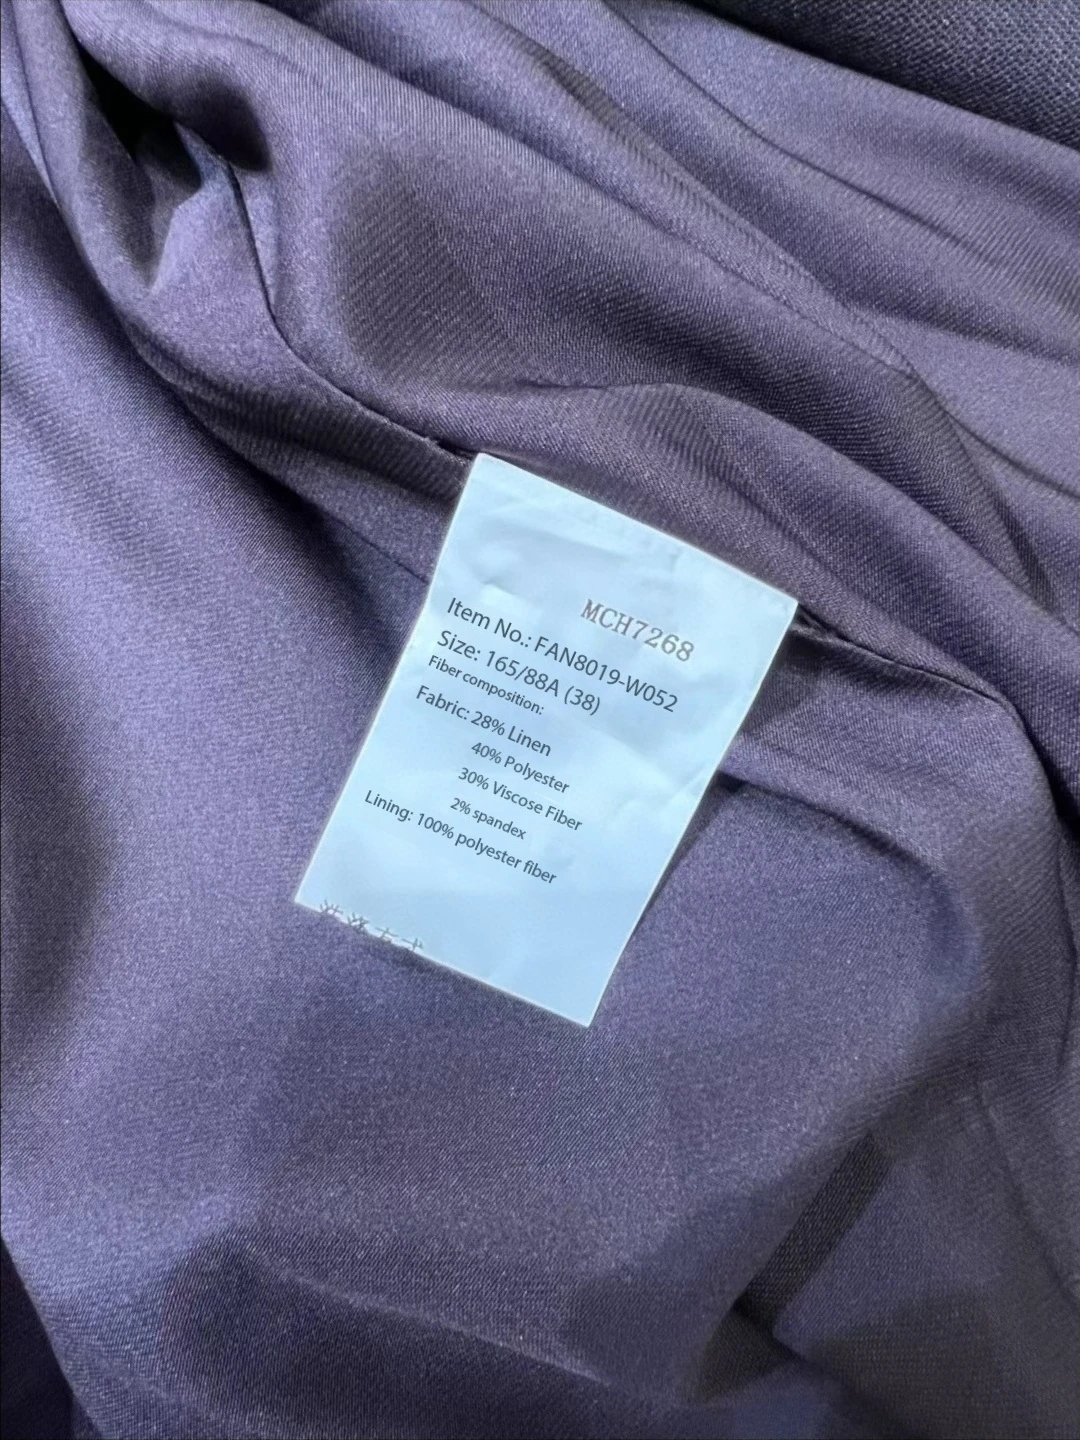 MCH7268
Item No.: FAN8019-W052
Size: 165/88A (38)
Fiber composition:
Fabric: 28% Linen
40% Polyester
30% Viscose Fiber
2% spandex
Lining: 100% polyester fiber